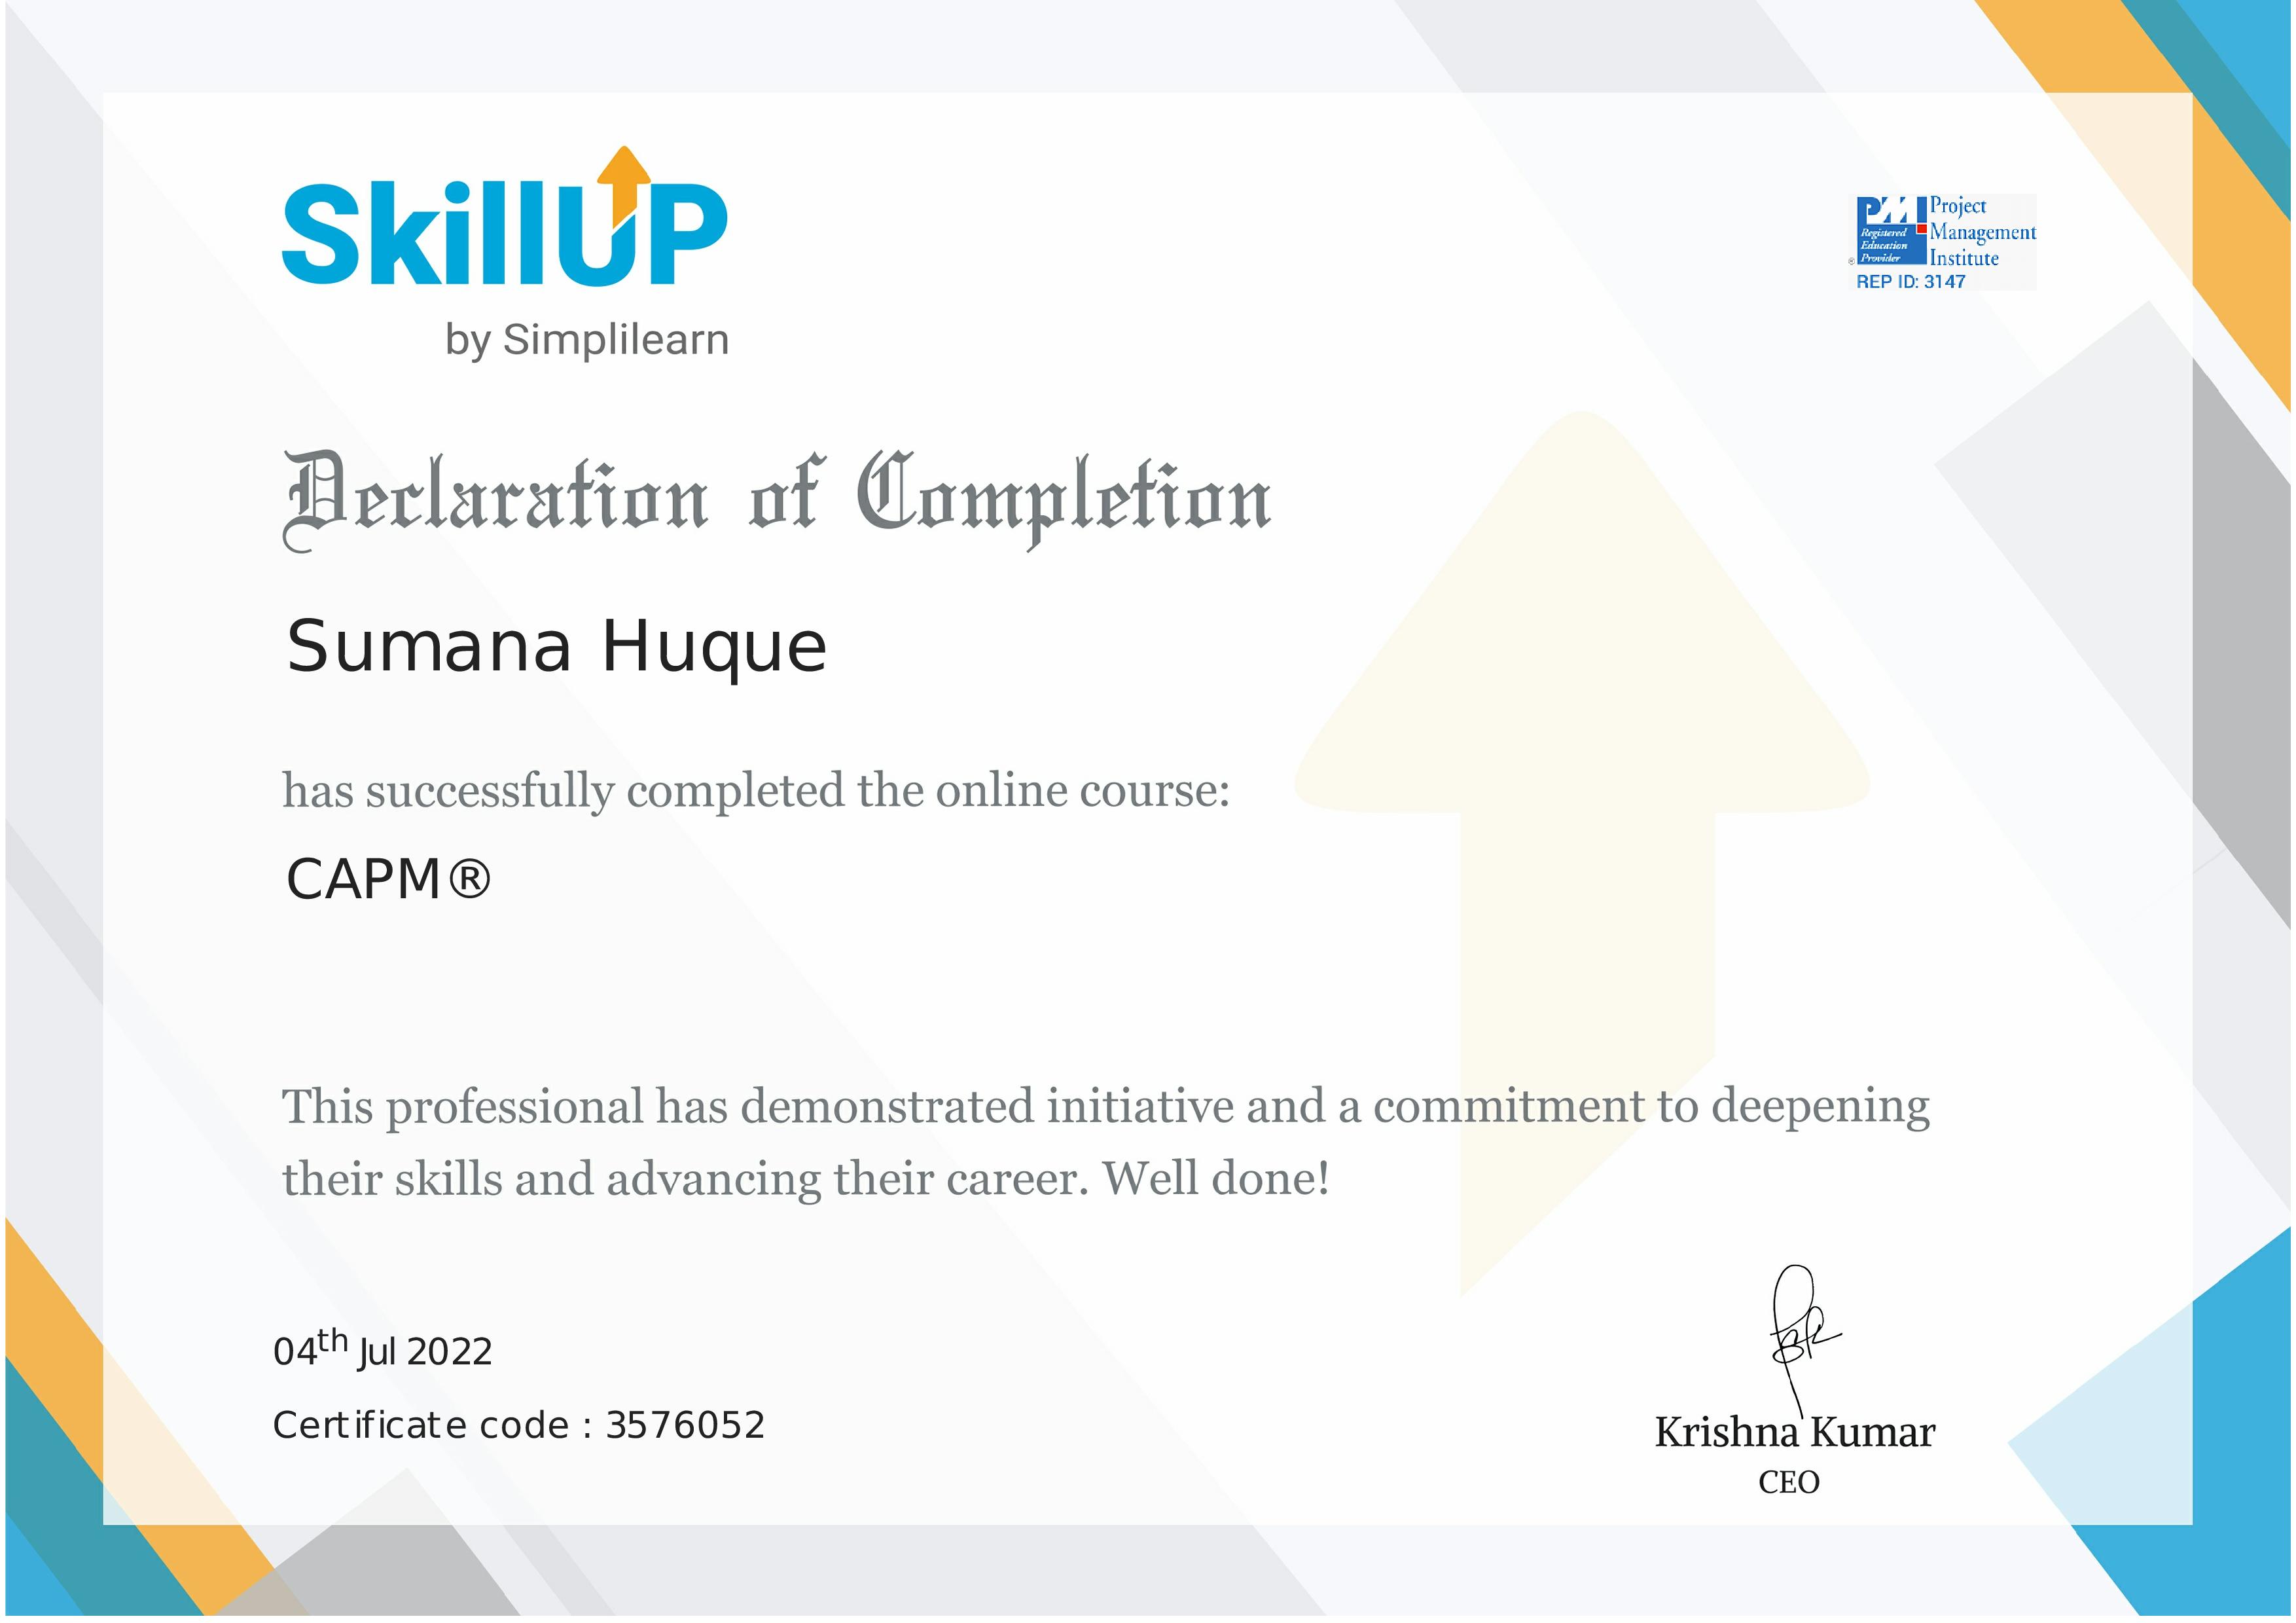 SkillUP
by Simplilearn
PMI
Registered
Education
Provider
®
Project
Management
Institute
REP ID: 3147
Declaration of Completion
Sumana Huque
has successfully completed the online course:
CAPM®
This professional has demonstrated initiative and a commitment to deepening
their skills and advancing their career. Well done!
04th Jul 2022
Certificate code : 3576052
Krishna Kumar
CEO